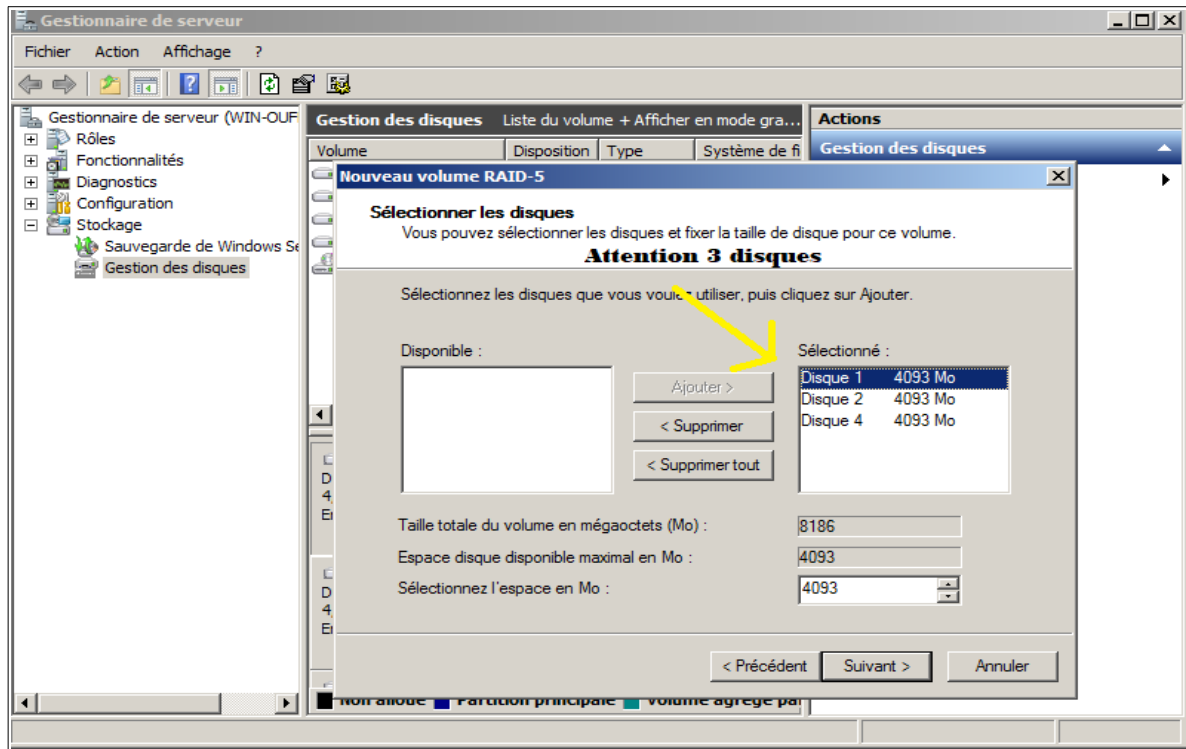 Gestionnaire de serveur
Fichier Action Affichage ?
Gestionnaire de serveur (WIN-OUF
Rôles
Fonctionnalités
Diagnostics
Configuration
Stockage
Sauvegarde de Windows Se
Gestion des disques
Gestion des disques Liste du volume + Afficher en mode gra...
Volume Disposition Type Système de fi
Actions
Gestion des disques
Nouveau volume RAID-5
Sélectionner les disques
Vous pouvez sélectionner les disques et fixer la taille de disque pour ce volume.
Attention 3 disques
Sélectionnez les disques que vous voulez utiliser, puis cliquez sur Ajouter.
Disponible :
Ajouter >
< Supprimer
< Supprimer tout
Sélectionné :
Disque 1 4093 Mo
Disque 2 4093 Mo
Disque 4 4093 Mo
Taille totale du volume en mégaoctets (Mo) : 8186
Espace disque disponible maximal en Mo : 4093
Sélectionnez l'espace en Mo : 4093
< Précédent Suivant > Annuler
D
4,
D
4,
Non alloué Partition principale Volume agrégé par